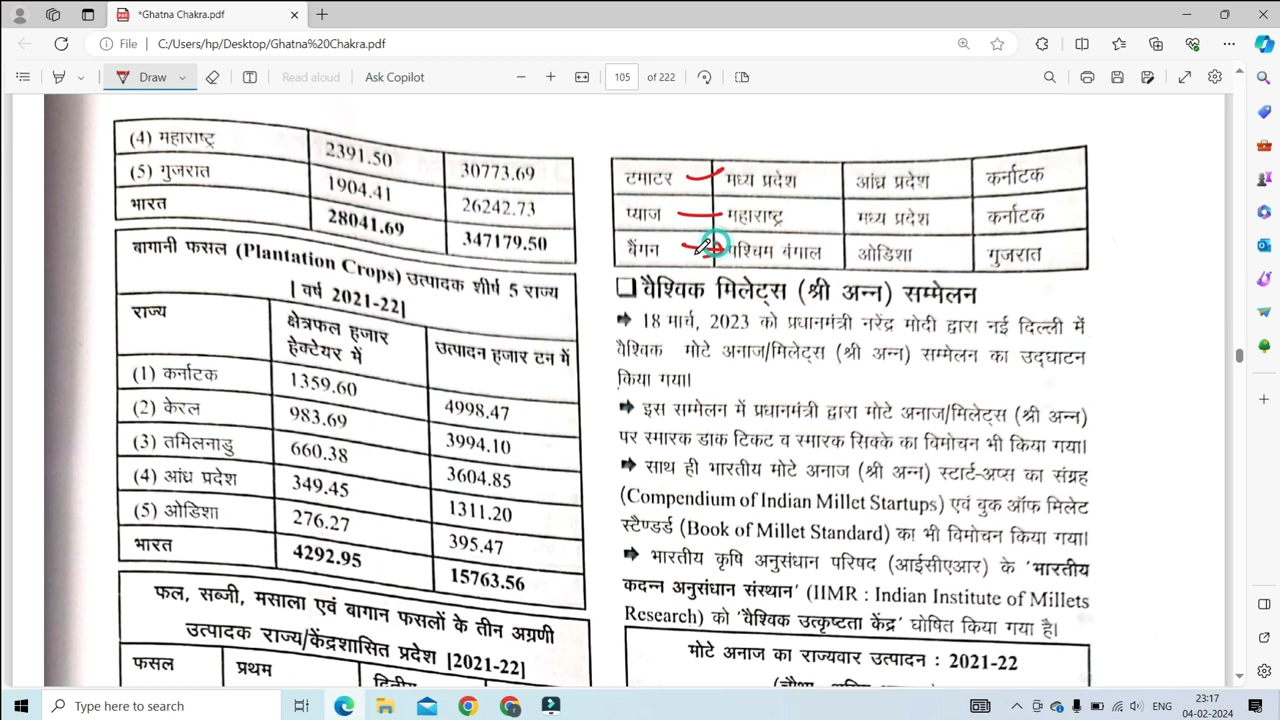 *Ghatna Chakra.pdf
File
C:/Users/hp/Desktop/Ghatna%20Chakra.pdf
Draw
Read aloud
Ask Copilot
105
of 222
(4) महाराष्ट्र 2391.50 30773.69
(5) गुजरात 1904.41 26242.73
भारत 28041.69 347179.50
बागानी फसल (Plantation Crops) उत्पादक शीर्ष 5 राज्य
[ वर्ष 2021-22]
राज्य क्षेत्रफल हजार हेक्टेयर में उत्पादन हजार टन में
(1) कर्नाटक 1359.60 4998.47
(2) केरल 983.69 3994.10
(3) तमिलनाडु 660.38 3604.85
(4) आंध्र प्रदेश 349.45 1311.20
(5) ओडिशा 276.27 395.47
भारत 4292.95 15763.56
फल, सब्जी, मसाला एवं बागान फसलों के तीन अग्रणी
उत्पादक राज्य/केंद्रशासित प्रदेश [2021-22]
फसल प्रथम द्वितीय
टमाटर मध्य प्रदेश आंध्र प्रदेश कर्नाटक
प्याज महाराष्ट्र मध्य प्रदेश कर्नाटक
बैंगन पश्चिम बंगाल ओडिशा गुजरात
❑ वैश्विक मिलेट्स (श्री अन्न) सम्मेलन
➡ 18 मार्च, 2023 को प्रधानमंत्री नरेंद्र मोदी द्वारा नई दिल्ली में
वैश्विक मोटे अनाज/मिलेट्स (श्री अन्न) सम्मेलन का उद्घाटन
किया गया।
➡ इस सम्मेलन में प्रधानमंत्री द्वारा मोटे अनाज/मिलेट्स (श्री अन्न)
पर स्मारक डाक टिकट व स्मारक सिक्के का विमोचन भी किया गया।
➡ साथ ही भारतीय मोटे अनाज (श्री अन्न) स्टार्ट-अप्स का संग्रह
(Compendium of Indian Millet Startups) एवं बुक ऑफ मिलेट
स्टैण्डर्ड (Book of Millet Standard) का भी विमोचन किया गया।
➡ भारतीय कृषि अनुसंधान परिषद (आईसीएआर) के 'भारतीय
कदन्न अनुसंधान संस्थान' (IIMR : Indian Institute of Millets
Research) को 'वैश्विक उत्कृष्टता केंद्र' घोषित किया गया है।
मोटे अनाज का राज्यवार उत्पादन : 2021-22
Type here to search
ENG
23:17
04-02-2024